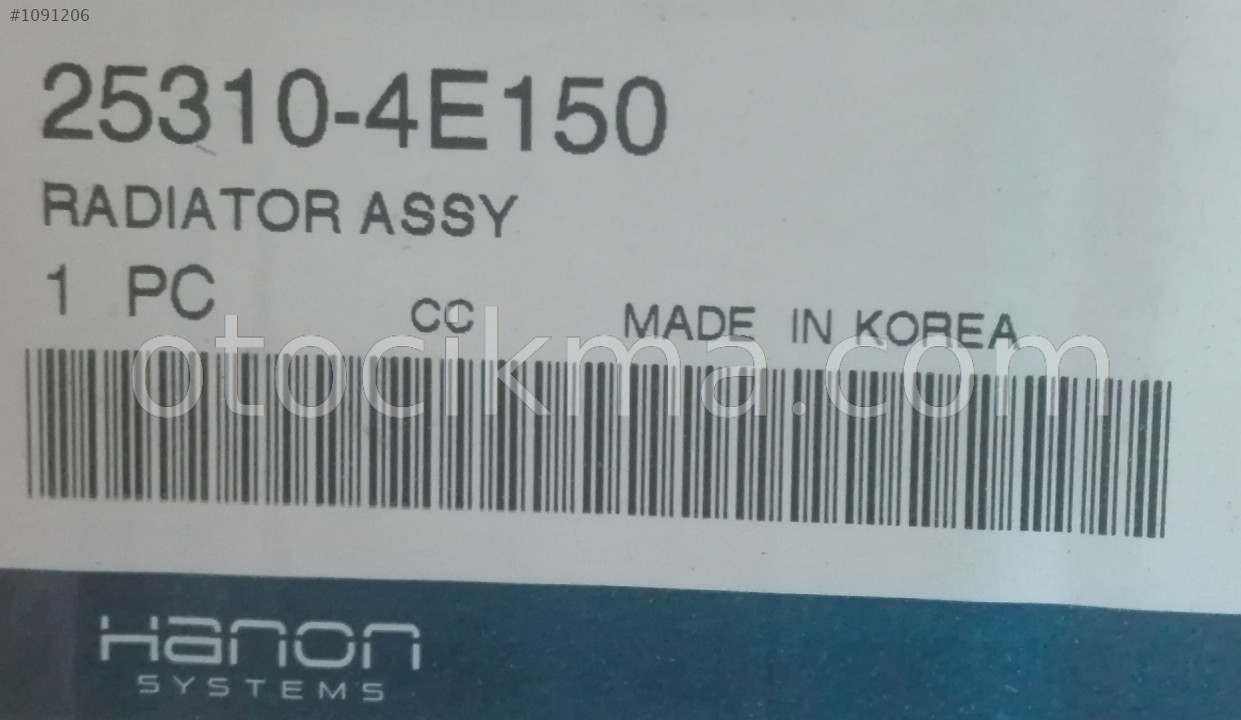 #1091206
25310-4E150
RADIATOR ASSY
1 PC
CC MADE IN KOREA
otocikma.com
Hanon
SYSTEMS